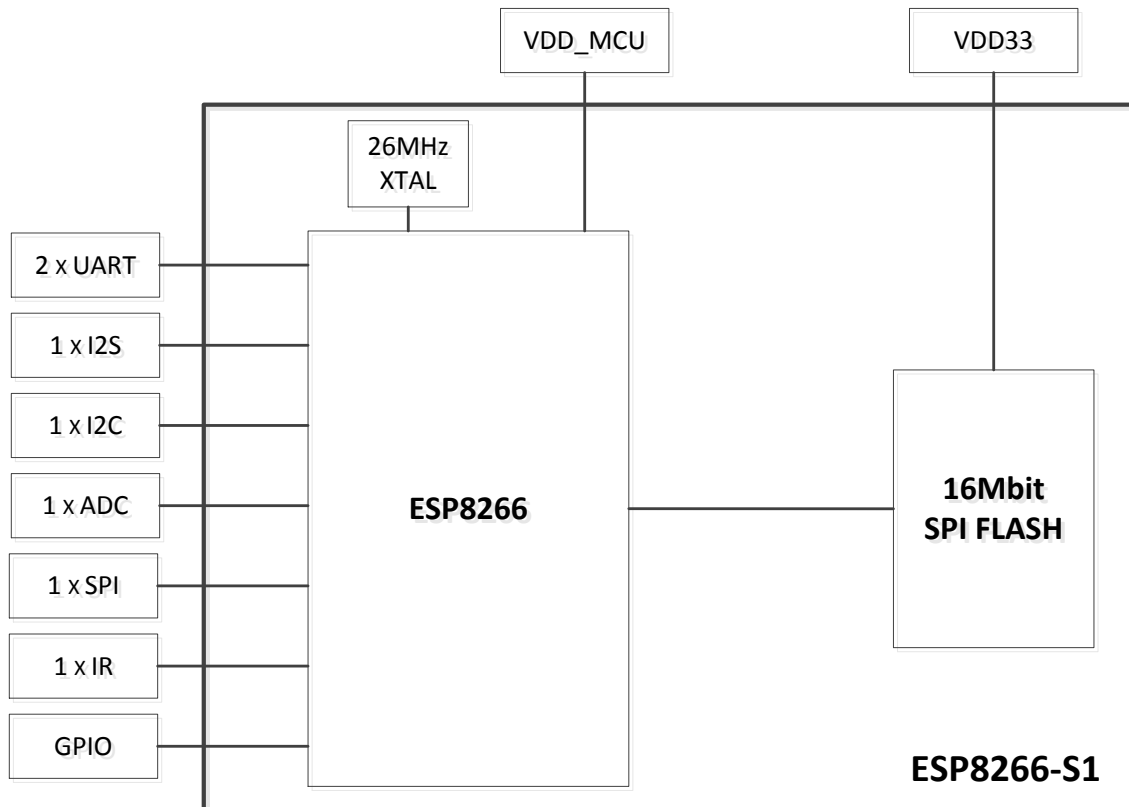 VDD_MCU
VDD33
26MHz
XTAL
2 x UART
1 x I2S
1 x I2C
1 x ADC
1 x SPI
1 x IR
GPIO
ESP8266
16Mbit
SPI FLASH
ESP8266-S1